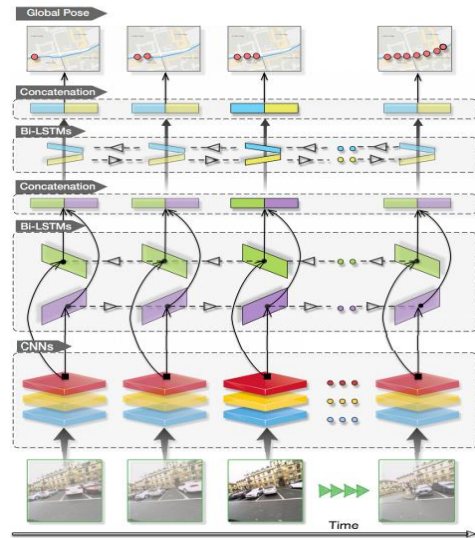 Global Pose
Concatenation
Bi-LSTMs
Concatenation
Bi-LSTMs
CNNs
Time